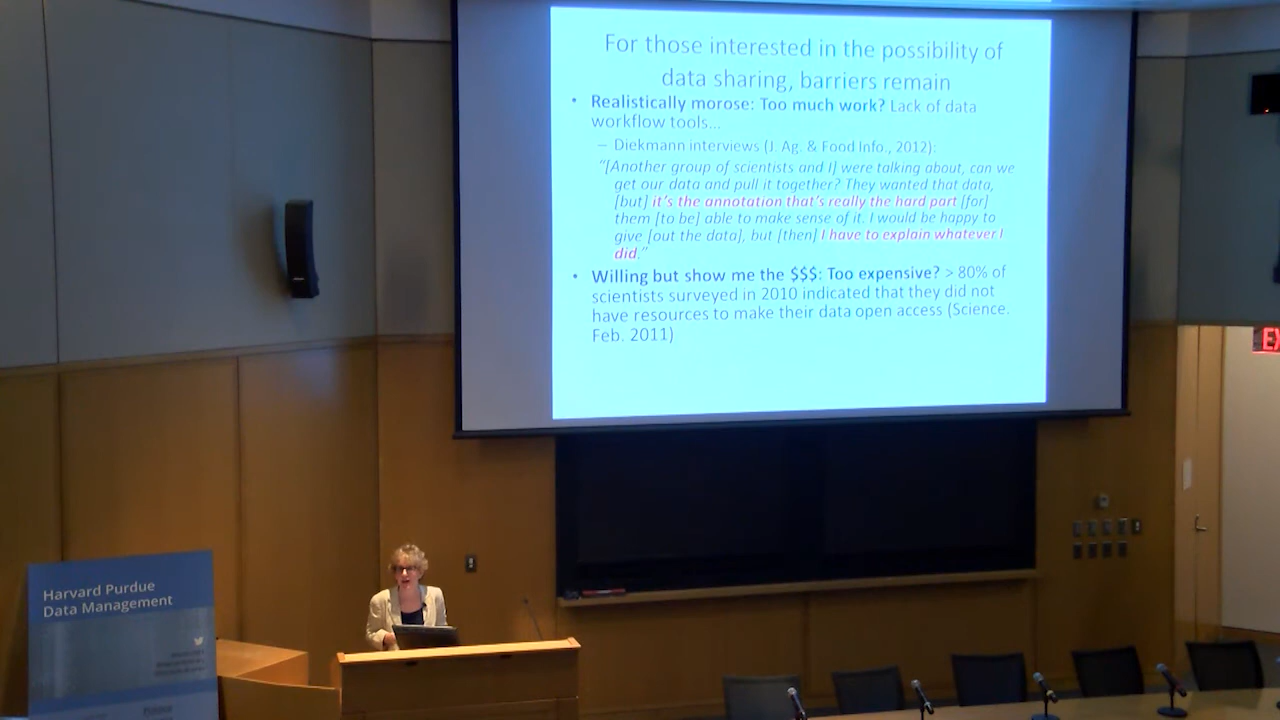 For those interested in the possibility of
data sharing, barriers remain
• Realistically morose: Too much work? Lack of data
workflow tools...
– Diekmann interviews (J. Ag. & Food Info., 2012):
"[Another group of scientists and I] were talking about, can we
get our data and pull it together? They wanted that data,
[but] it's the annotation that's really the hard part [for]
them [to be] able to make sense of it. I would be happy to
give [out the data], but [then] I have to explain whatever I
did."
• Willing but show me the $$$: Too expensive? > 80% of
scientists surveyed in 2010 indicated that they did not
have resources to make their data open access (Science.
Feb. 2011)
Harvard Purdue
Data Management